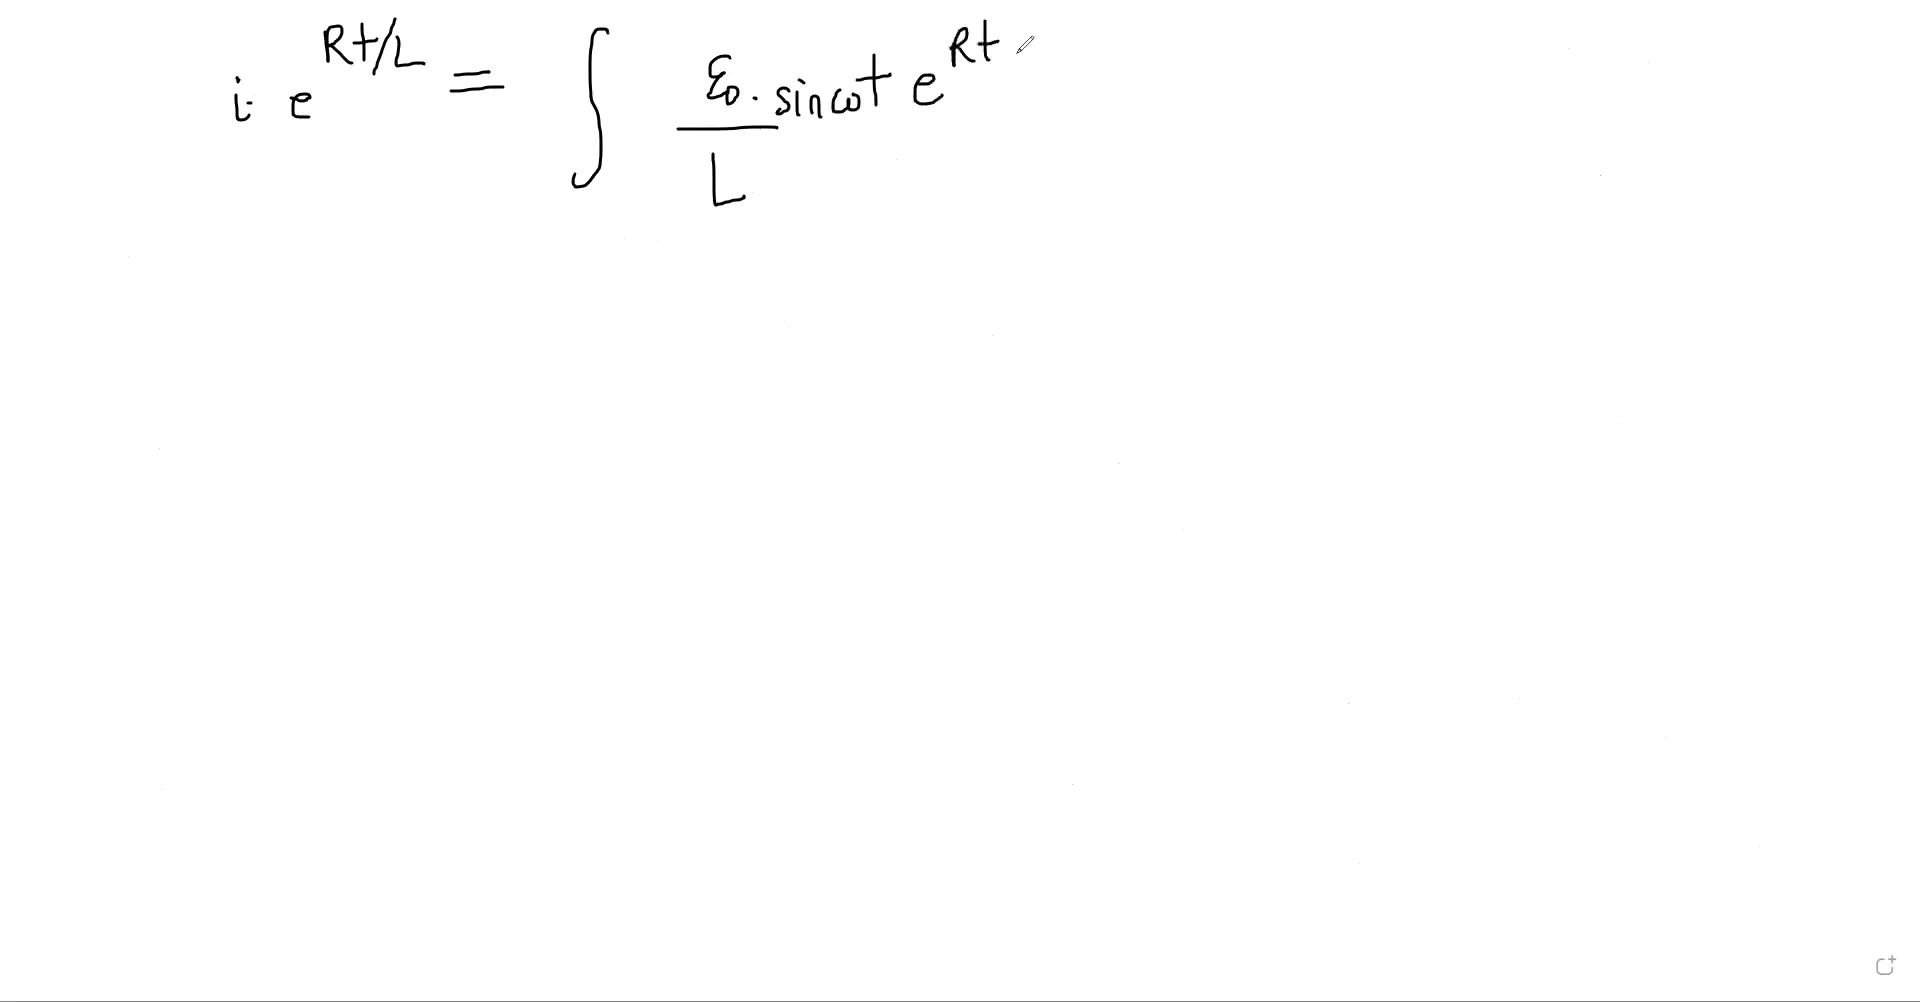 i· e^{Rt/L} = ∫ ε₀·/L sinωt e^{Rt